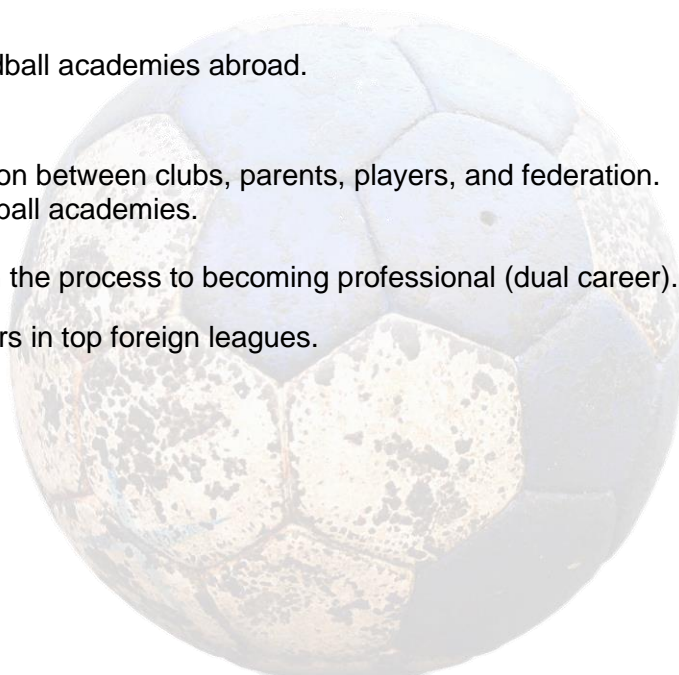 dball academies abroad.
on between clubs, parents, players, and federation.
ball academies.
the process to becoming professional (dual career).
rs in top foreign leagues.